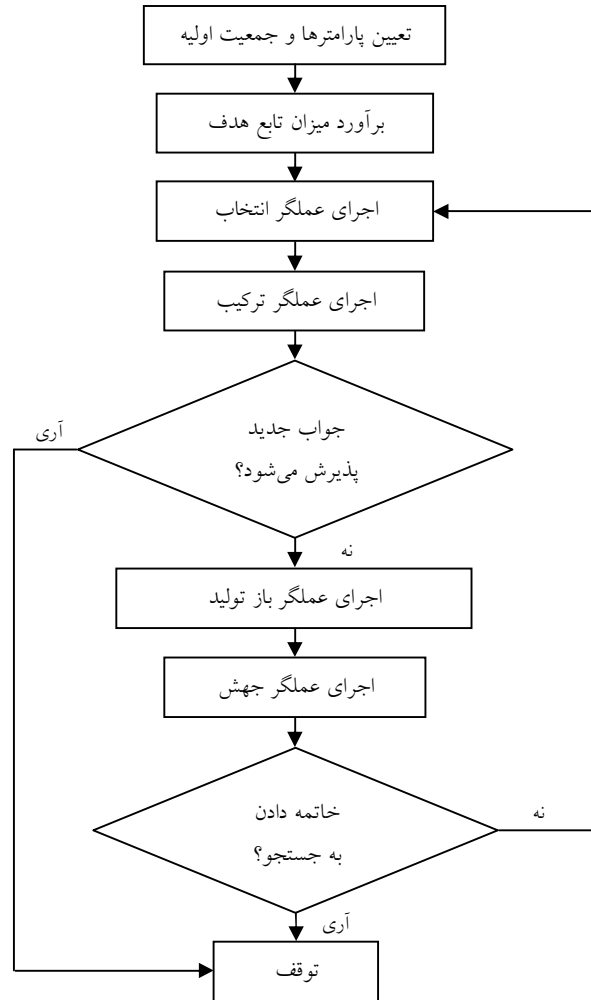 تعیین پارامترها و جمعیت اولیه
برآورد میزان تابع هدف
اجرای عملگر انتخاب
اجرای عملگر ترکیب
جواب جدید
پذیرش می‌شود؟
آری
نه
اجرای عملگر باز تولید
اجرای عملگر جهش
خاتمه دادن
به جستجو؟
نه
آری
توقف